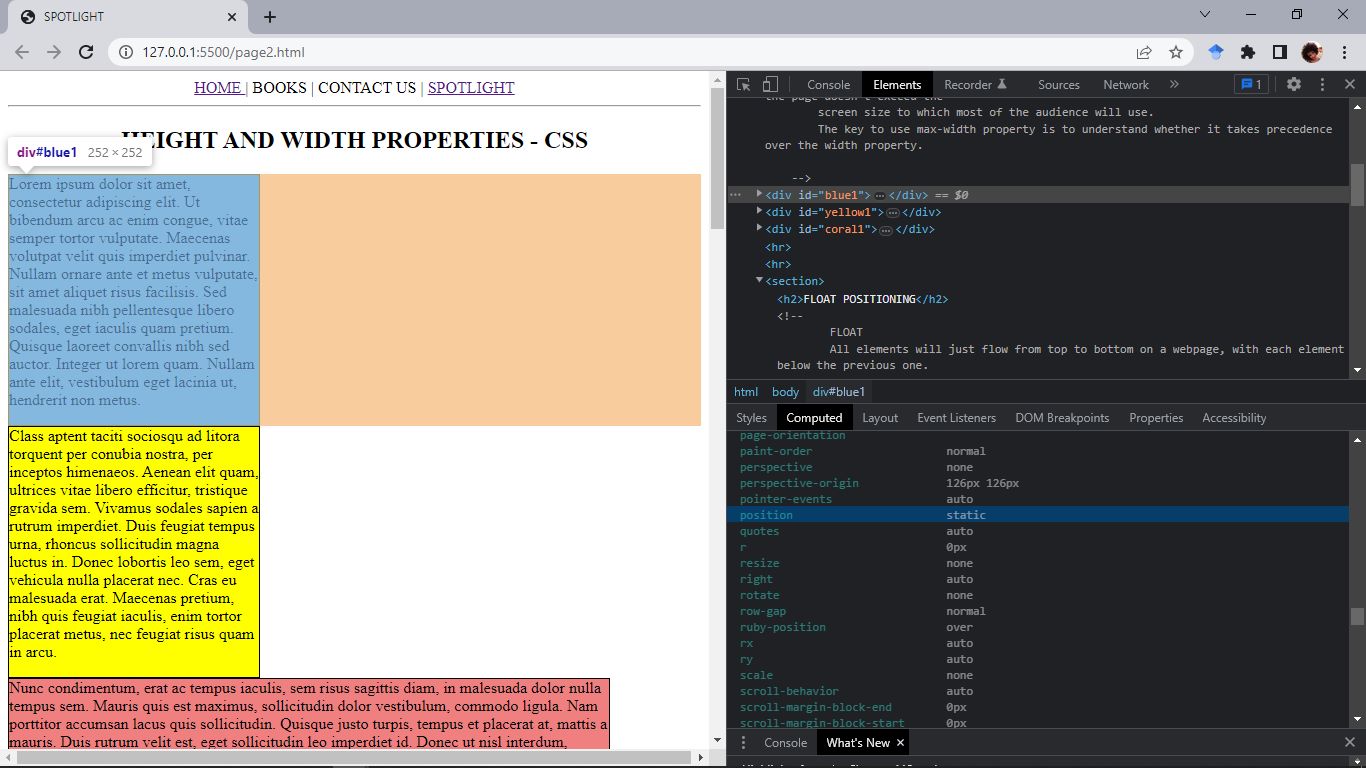 SPOTLIGHT
127.0.0.1:5500/page2.html
HOME | BOOKS | CONTACT US | SPOTLIGHT
HEIGHT AND WIDTH PROPERTIES - CSS
div#blue1 252 × 252
Lorem ipsum dolor sit amet,
consectetur adipiscing elit. Ut
bibendum arcu ac enim congue, vitae
semper tortor vulputate. Maecenas
volutpat velit quis imperdiet pulvinar.
Nullam ornare ante et metus vulputate,
sit amet aliquet risus facilisis. Sed
malesuada nibh pellentesque libero
sodales, eget iaculis quam pretium.
Quisque laoreet convallis nibh sed
auctor. Integer ut lorem quam. Nullam
ante elit, vestibulum eget lacinia ut,
hendrerit non metus.
Class aptent taciti sociosqu ad litora
torquent per conubia nostra, per
inceptos himenaeos. Aenean elit quam,
ultrices vitae libero efficitur, tristique
gravida sem. Vivamus sodales sapien a
rutrum imperdiet. Duis feugiat tempus
urna, rhoncus sollicitudin magna
luctus in. Donec lobortis leo sem, eget
vehicula nulla placerat nec. Cras eu
malesuada erat. Maecenas pretium,
nibh quis feugiat iaculis, enim tortor
placerat metus, nec feugiat risus quam
in arcu.
Nunc condimentum, erat ac tempus iaculis, sem risus sagittis diam, in malesuada dolor nulla
tempus sem. Mauris quis est maximus, sollicitudin dolor vestibulum, commodo ligula. Nam
porttitor accumsan lacus quis sollicitudin. Quisque justo turpis, tempus et placerat at, mattis a
mauris. Duis rutrum velit est, eget sollicitudin leo imperdiet id. Donec ut nisl interdum,
Console Elements Recorder Sources Network » 1
the page doesn't exceed the
screen size to which most of the audience will use.
The key to use max-width property is to understand whether it takes precedence
over the width property.
-->
<div id="blue1"> … </div> == $0
<div id="yellow1"> … </div>
<div id="coral1"> … </div>
<hr>
<hr>
<section>
<h2>FLOAT POSITIONING</h2>
<!--
FLOAT
All elements will just flow from top to bottom on a webpage, with each element
below the previous one.
html body div#blue1
Styles Computed Layout Event Listeners DOM Breakpoints Properties Accessibility
page-orientation
paint-order normal
perspective none
perspective-origin 126px 126px
pointer-events auto
position static
quotes auto
r 0px
resize none
right auto
rotate none
row-gap normal
ruby-position over
rx auto
ry auto
scale none
scroll-behavior auto
scroll-margin-block-end 0px
scroll-margin-block-start 0px
Console What's New